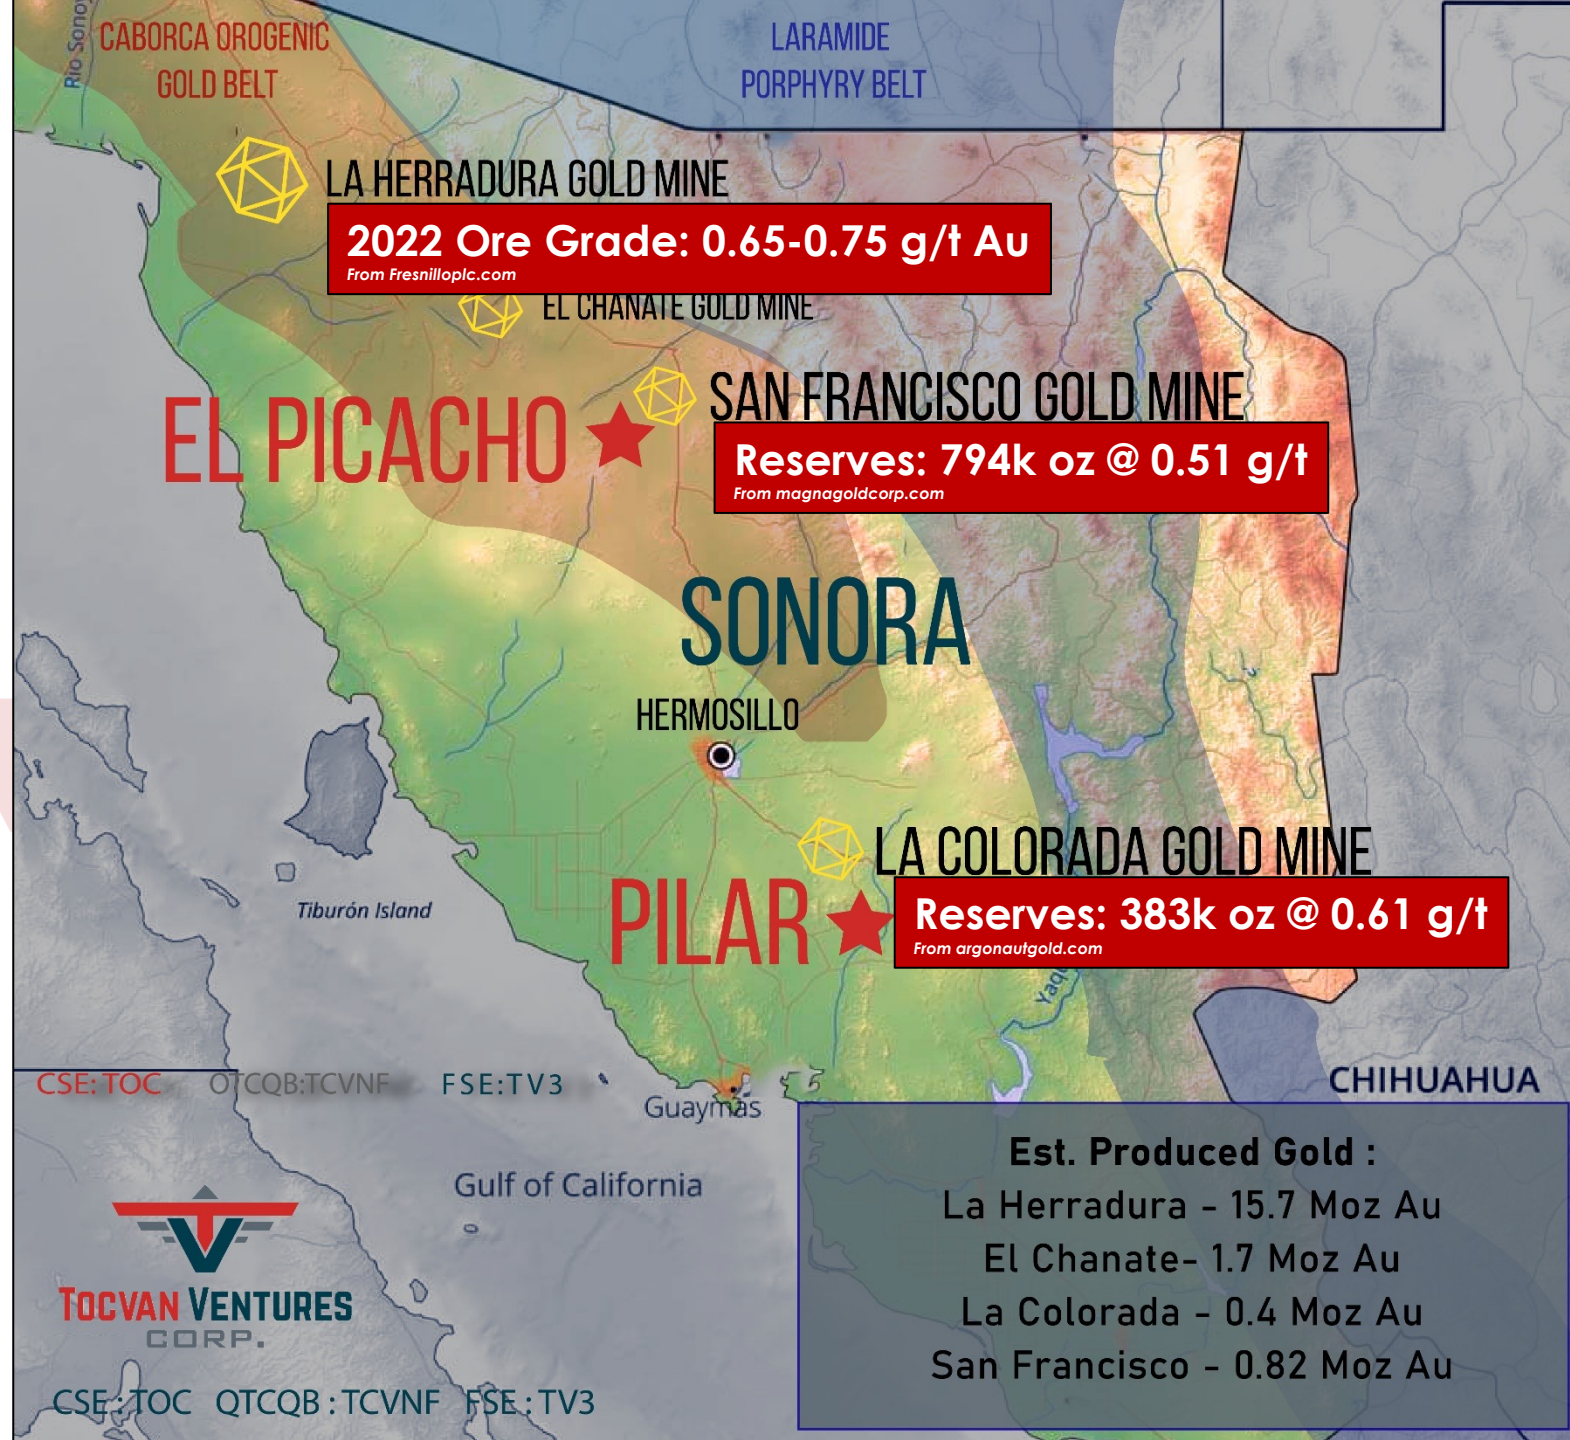 Rio Sonoy
CABORCA OROGENIC
GOLD BELT
LARAMIDE
PORPHYRY BELT
LA HERRADURA GOLD MINE
2022 Ore Grade: 0.65-0.75 g/t Au
From Fresnilloplc.com
EL CHANATE GOLD MINE
SAN FRANCISCO GOLD MINE
EL PICACHO
Reserves: 794k oz @ 0.51 g/t
From magnagoldcorp.com
SONORA
HERMOSILLO
LA COLORADA GOLD MINE
PILAR
Reserves: 383k oz @ 0.61 g/t
From argonautgold.com
Tiburón Island
Yaqu
CSE:TOC OTCQB:TCVNF FSE:TV3
Guaymas
CHIHUAHUA
Gulf of California
Est. Produced Gold :
La Herradura - 15.7 Moz Au
El Chanate- 1.7 Moz Au
La Colorada - 0.4 Moz Au
San Francisco - 0.82 Moz Au
TV
TOCVAN VENTURES
CORP.
CSE : TOC QTCQB : TCVNF FSE : TV3